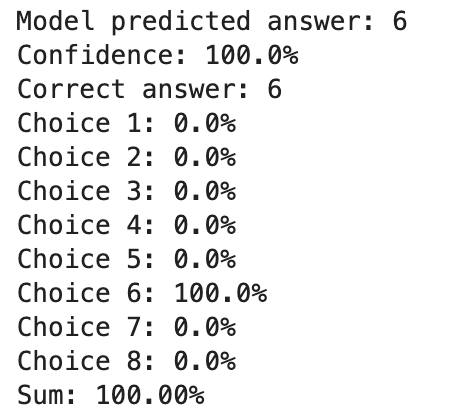 Model predicted answer: 6
Confidence: 100.0%
Correct answer: 6
Choice 1: 0.0%
Choice 2: 0.0%
Choice 3: 0.0%
Choice 4: 0.0%
Choice 5: 0.0%
Choice 6: 100.0%
Choice 7: 0.0%
Choice 8: 0.0%
Sum: 100.00%